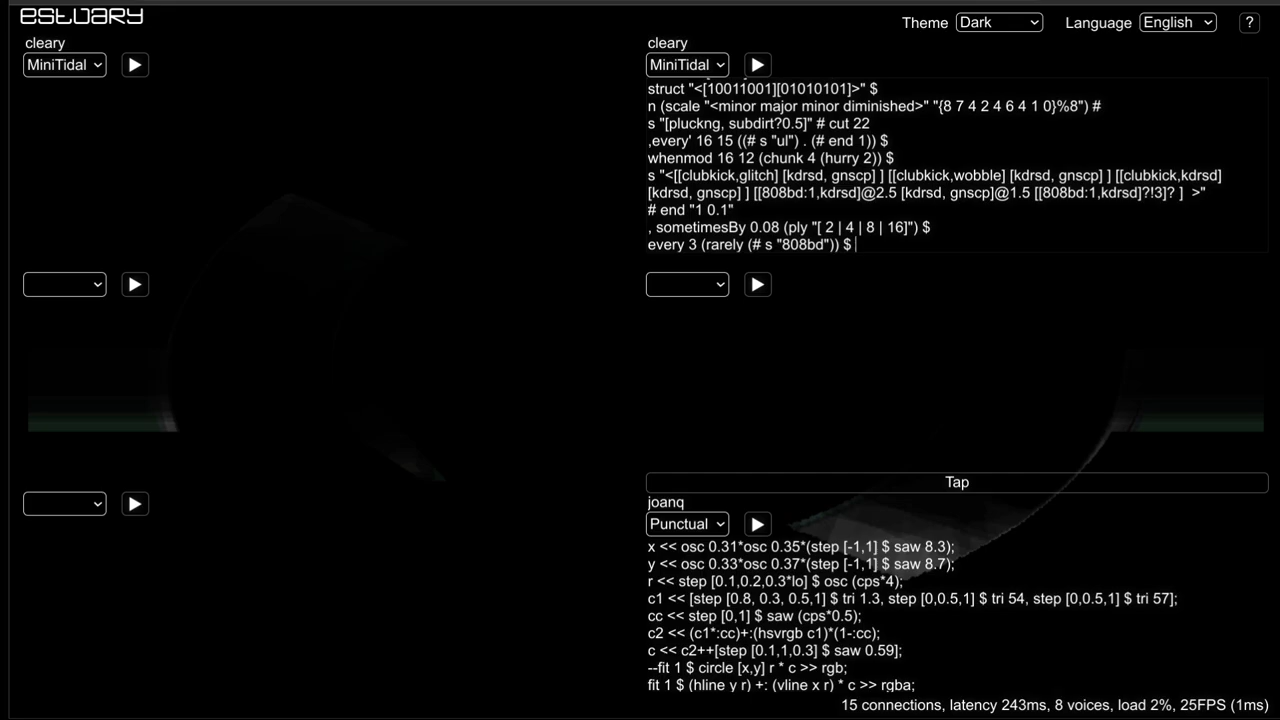 estuary
Theme Dark Language English ?
cleary
MiniTidal
cleary
MiniTidal
struct "<[10011001][01010101]>" $
n (scale "<minor major minor diminished>" "{8 7 4 2 4 6 4 1 0}%8") #
s "[pluckng, subdirt?0.5]" # cut 22
,every' 16 15 ((# s "ul") . (# end 1)) $
whenmod 16 12 (chunk 4 (hurry 2)) $
s "<[[clubkick,glitch] [kdrsd, gnscp] ] [[clubkick,wobble] [kdrsd, gnscp] ] [[clubkick,kdrsd]
[kdrsd, gnscp] ] [[808bd:1,kdrsd]@2.5 [kdrsd, gnscp]@1.5 [[808bd:1,kdrsd]?!3]? ]  >"
# end "1 0.1"
, sometimesBy 0.08 (ply "[ 2 | 4 | 8 | 16]") $
every 3 (rarely (# s "808bd")) $
Tap
joanq
Punctual
x << osc 0.31*osc 0.35*(step [-1,1] $ saw 8.3);
y << osc 0.33*osc 0.37*(step [-1,1] $ saw 8.7);
r << step [0.1,0.2,0.3*lo] $ osc (cps*4);
c1 << [step [0.8, 0.3, 0.5,1] $ tri 1.3, step [0,0.5,1] $ tri 54, step [0,0.5,1] $ tri 57];
cc << step [0,1] $ saw (cps*0.5);
c2 << (c1*:cc)+:(hsvrgb c1)*(1-:cc);
c << c2++[step [0.1,1,0.3] $ saw 0.59];
--fit 1 $ circle [x,y] r * c >> rgb;
fit 1 $ (hline y r) +: (vline x r) * c >> rgba;
15 connections, latency 243ms, 8 voices, load 2%, 25FPS (1ms)